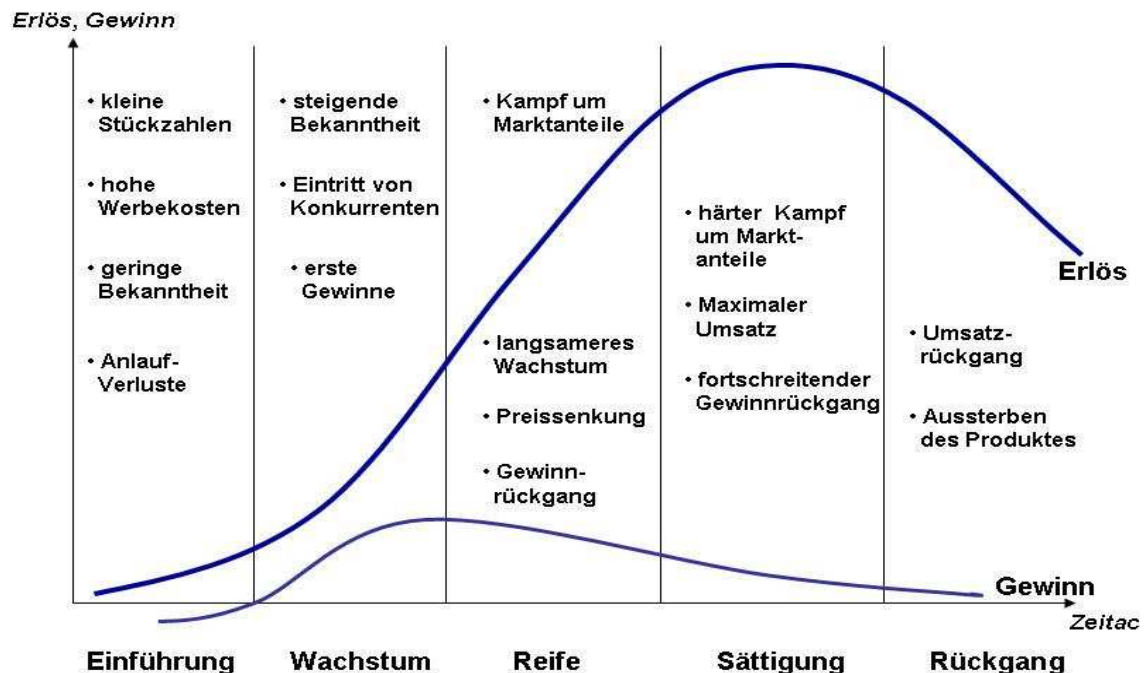 Erlös, Gewinn
• kleine
Stückzahlen
• hohe
Werbekosten
• geringe
Bekanntheit
• Anlauf-
Verluste
• steigende
Bekanntheit
• Eintritt von
Konkurrenten
• erste
Gewinne
• Kampf um
Marktanteile
• langsameres
Wachstum
• Preissenkung
• Gewinn-
rückgang
• härter Kampf
um Markt-
anteile
• Maximaler
Umsatz
• fortschreitender
Gewinnrückgang
Erlös
• Umsatz-
rückgang
• Aussterben
des Produktes
Gewinn
Zeitac
Einführung Wachstum Reife Sättigung Rückgang